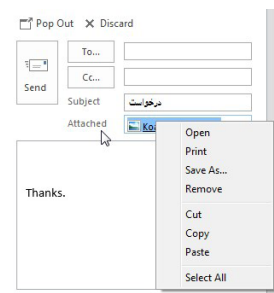 Pop Out   Discard
To...
Cc...
Send
Subject درخواست
Attached
Open
Print
Save As...
Remove
Cut
Copy
Paste
Select All
Thanks.